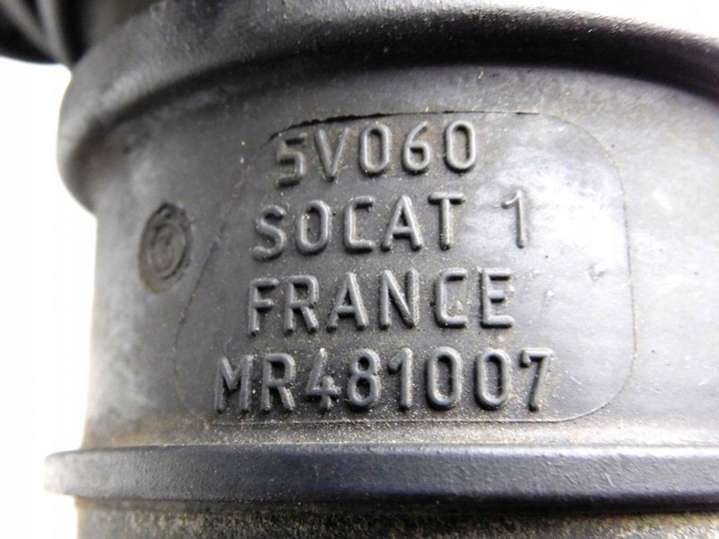 5V060
SOCAT 1
FRANCE
MR481007